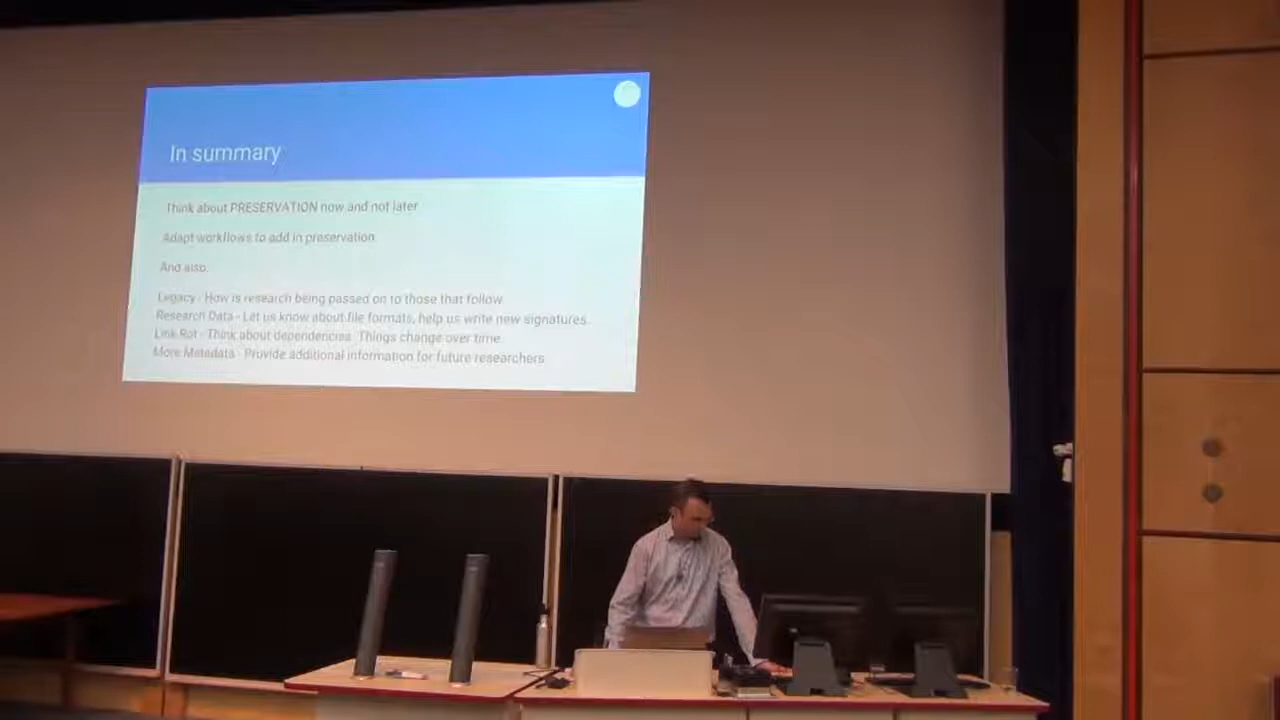 In summary
Think about PRESERVATION now and not later
Adapt workflows to add in preservation
And also:
Legacy - How is research being passed on to those that follow.
Research Data - Let us know about file formats, help us write new signatures.
Link Rot - Think about dependencies. Things change over time.
More Metadata - Provide additional information for future researchers